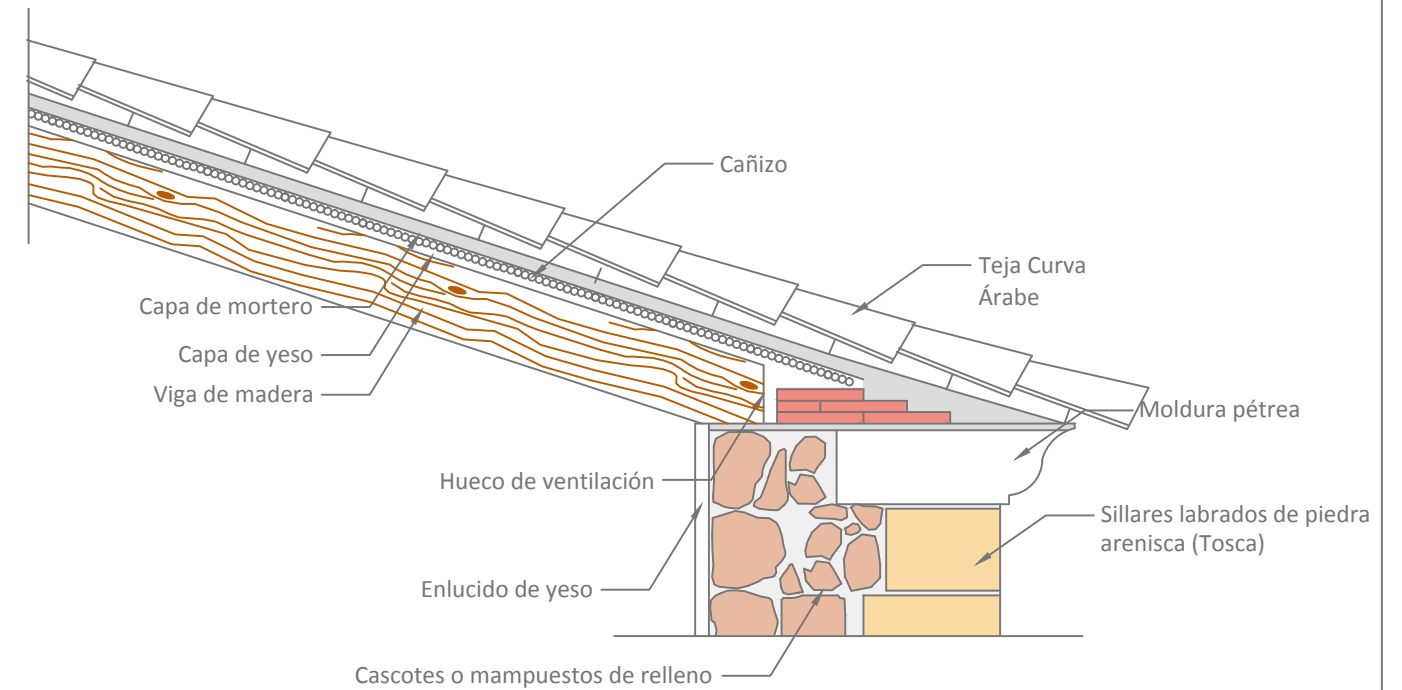 Cañizo
Teja Curva
Árabe
Capa de mortero
Capa de yeso
Viga de madera
Moldura pétrea
Hueco de ventilación
Sillares labrados de piedra
arenisca (Tosca)
Enlucido de yeso
Cascotes o mampuestos de relleno